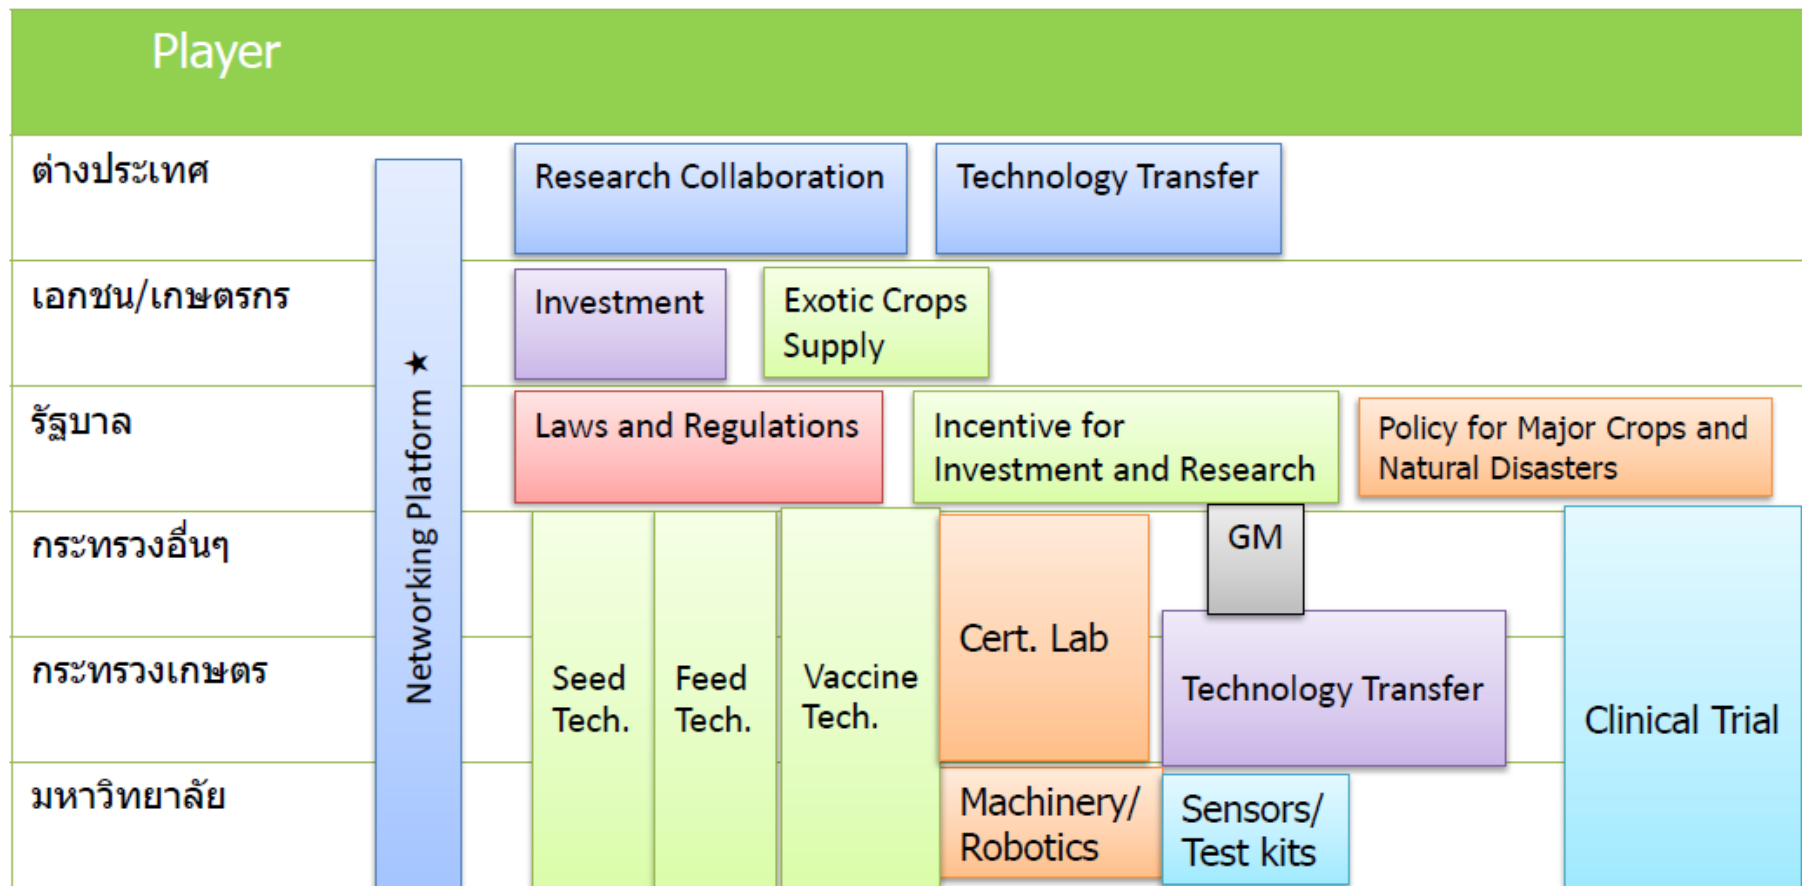 Player
ต่างประเทศ
Research Collaboration
Technology Transfer
เอกชน/เกษตรกร
Investment
Exotic Crops
Supply
Networking Platform ★
รัฐบาล
Laws and Regulations
Incentive for
Investment and Research
Policy for Major Crops and
Natural Disasters
กระทรวงอื่นๆ
GM
Cert. Lab
กระทรวงเกษตร
Seed
Tech.
Feed
Tech.
Vaccine
Tech.
Technology Transfer
Clinical Trial
มหาวิทยาลัย
Machinery/
Robotics
Sensors/
Test kits